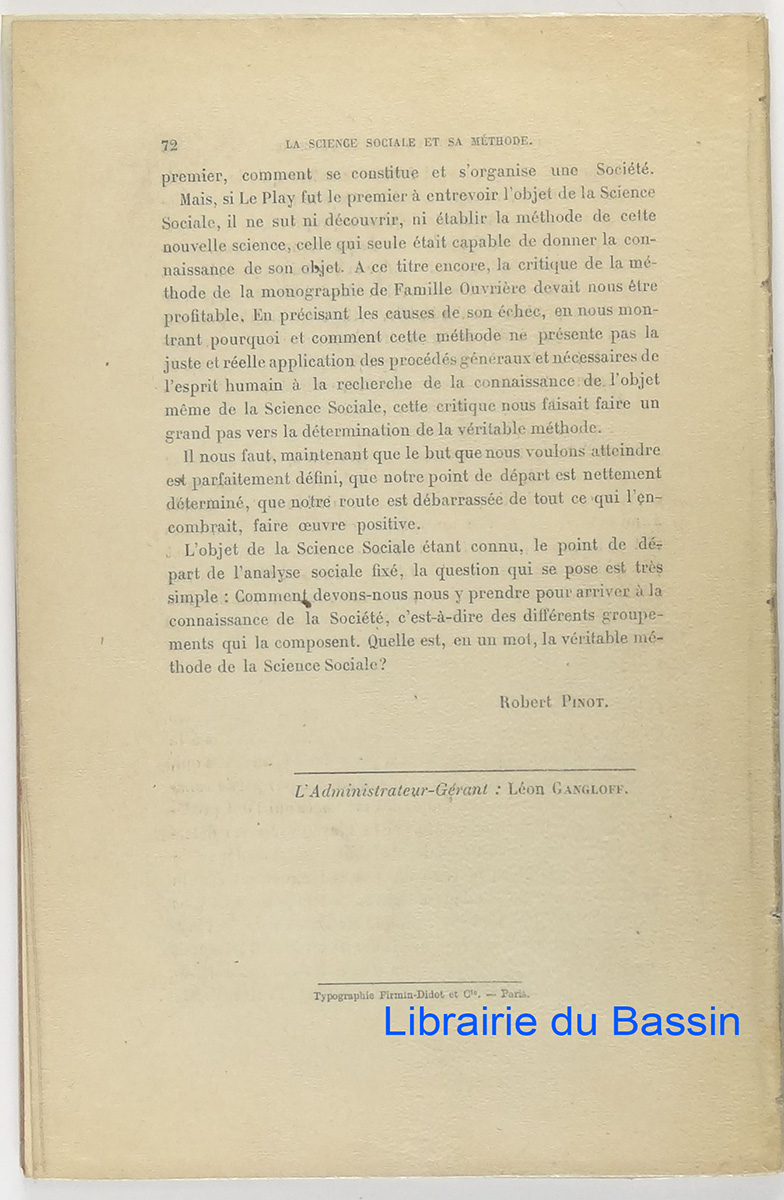 72 LA SCIENCE SOCIALE ET SA MÉTHODE.
premier, comment se constitue et s'organise une Société.
Mais, si Le Play fut le premier à entrevoir l'objet de la Science
Sociale, il ne sut ni découvrir, ni établir la méthode de cette
nouvelle science, celle qui seule était capable de donner la con-
naissance de son objet. A ce titre encore, la critique de la mé-
thode de la monographie de Famille Ouvrière devait nous être
profitable. En précisant les causes de son échec, en nous mon-
trant pourquoi et comment cette méthode ne présente pas la
juste et réelle application des procédés généraux et nécessaires de
l'esprit humain à la recherche de la connaissance de l'objet
même de la Science Sociale, cette critique nous faisait faire un
grand pas vers la détermination de la véritable méthode.
Il nous faut, maintenant que le but que nous voulons atteindre
est parfaitement défini, que notre point de départ est nettement
déterminé, que notre route est débarrassée de tout ce qui l'en-
combrait, faire œuvre positive.
L'objet de la Science Sociale étant connu, le point de dé-
part de l'analyse sociale fixé, la question qui se pose est très
simple : Comment devons-nous nous y prendre pour arriver à la
connaissance de la Société, c'est-à-dire des différents groupe-
ments qui la composent. Quelle est, en un mot, la véritable mé-
thode de la Science Sociale?
Robert PINOT.
L'Administrateur-Gérant : Léon GANGLOFF.
Typographie Firmin-Didot et Cie. — Paris.
Librairie du Bassin